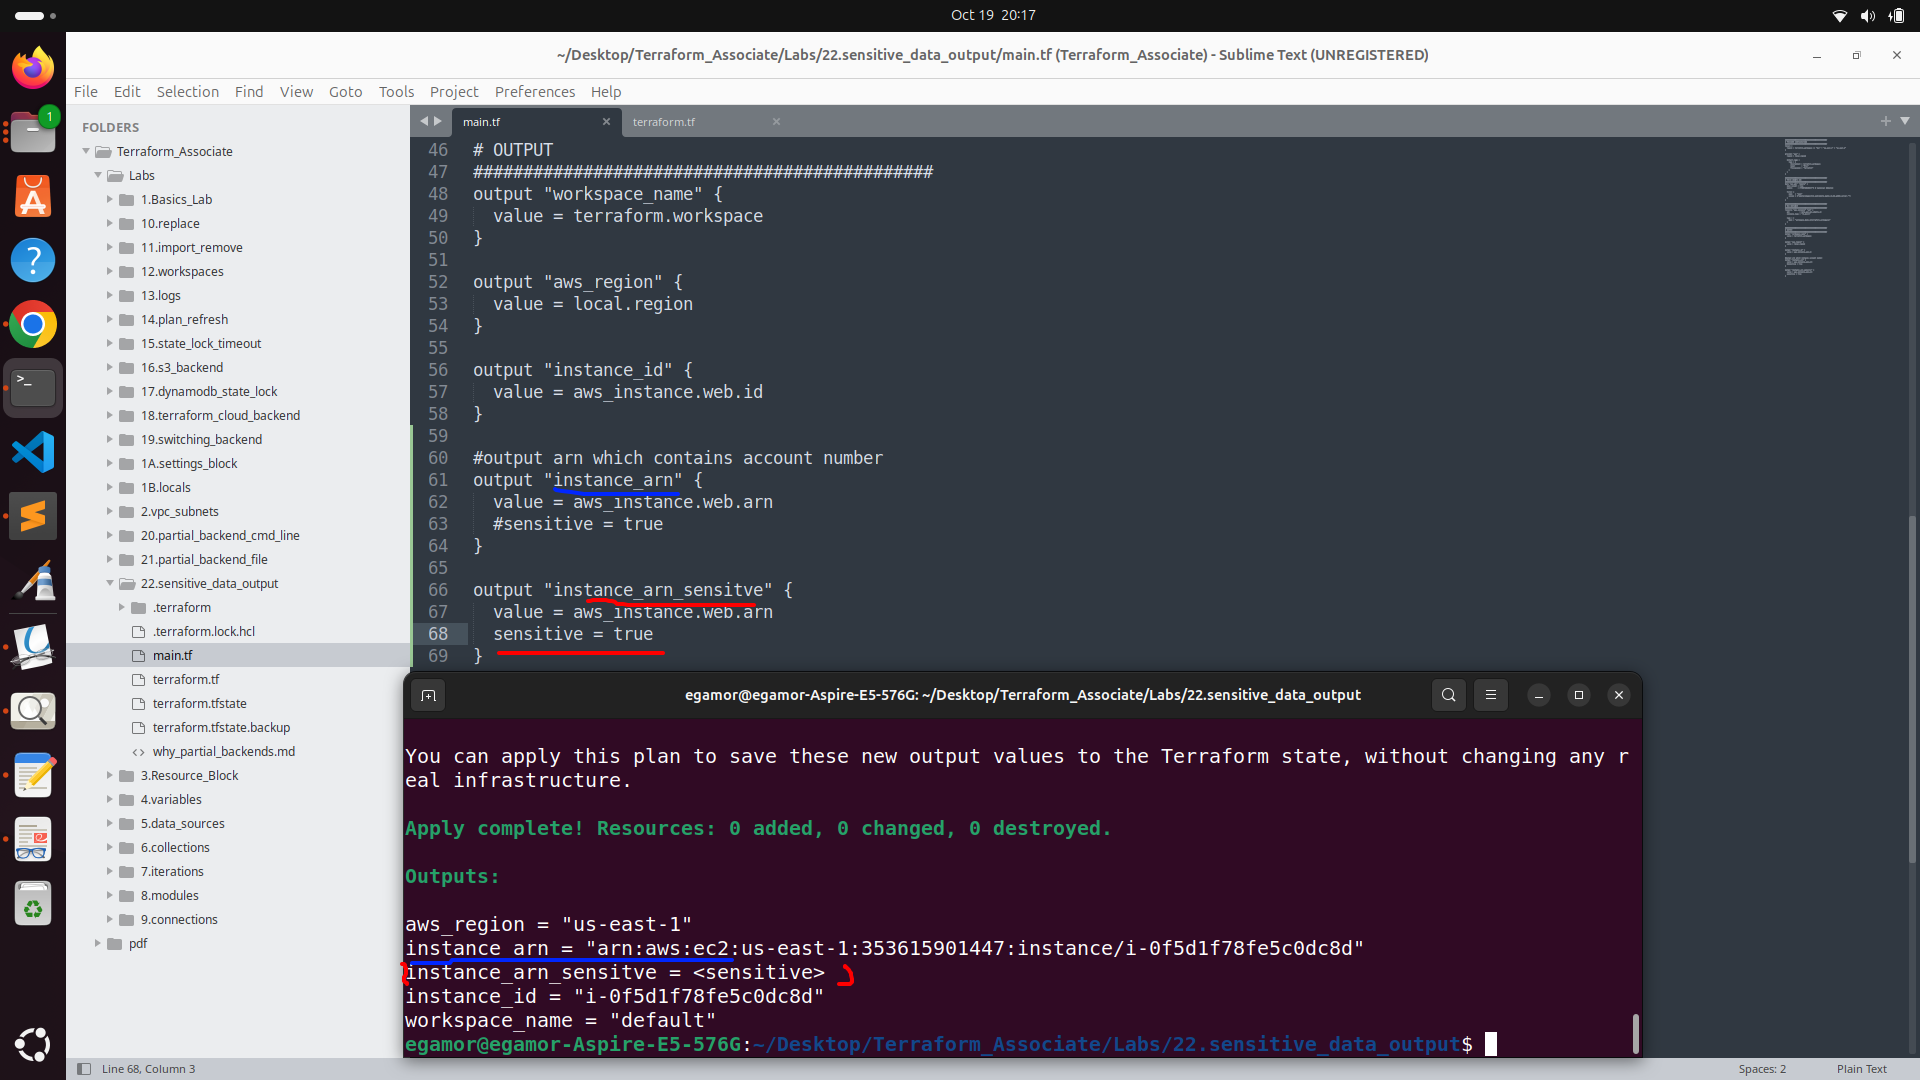 Oct 19 20:17
~/Desktop/Terraform_Associate/Labs/22.sensitive_data_output/main.tf (Terraform_Associate) - Sublime Text (UNREGISTERED)
File Edit Selection Find View Goto Tools Project Preferences Help
1
FOLDERS
Terraform_Associate
Labs
1.Basics_Lab
10.replace
11.import_remove
12.workspaces
13.logs
14.plan_refresh
15.state_lock_timeout
16.s3_backend
17.dynamodb_state_lock
18.terraform_cloud_backend
19.switching_backend
1A.settings_block
1B.locals
2.vpc_subnets
20.partial_backend_cmd_line
21.partial_backend_file
22.sensitive_data_output
.terraform
.terraform.lock.hcl
main.tf
terraform.tf
terraform.tfstate
terraform.tfstate.backup
why_partial_backends.md
3.Resource_Block
4.variables
5.data_sources
6.collections
7.iterations
8.modules
9.connections
pdf
main.tf terraform.tf
46 # OUTPUT
47 ##############################################
48 output "workspace_name" {
49 value = terraform.workspace
50 }
51
52 output "aws_region" {
53 value = local.region
54 }
55
56 output "instance_id" {
57 value = aws_instance.web.id
58 }
59
60 #output arn which contains account number
61 output "instance_arn" {
62 value = aws_instance.web.arn
63 #sensitive = true
64 }
65
66 output "instance_arn_sensitve" {
67 value = aws_instance.web.arn
68 sensitive = true
69 }
egamor@egamor-Aspire-E5-576G: ~/Desktop/Terraform_Associate/Labs/22.sensitive_data_output
You can apply this plan to save these new output values to the Terraform state, without changing any r
eal infrastructure.
Apply complete! Resources: 0 added, 0 changed, 0 destroyed.
Outputs:
aws_region = "us-east-1"
instance_arn = "arn:aws:ec2:us-east-1:353615901447:instance/i-0f5d1f78fe5c0dc8d"
instance_arn_sensitve = <sensitive>
instance_id = "i-0f5d1f78fe5c0dc8d"
workspace_name = "default"
egamor@egamor-Aspire-E5-576G:~/Desktop/Terraform_Associate/Labs/22.sensitive_data_output$
Line 68, Column 3
Spaces: 2
Plain Text